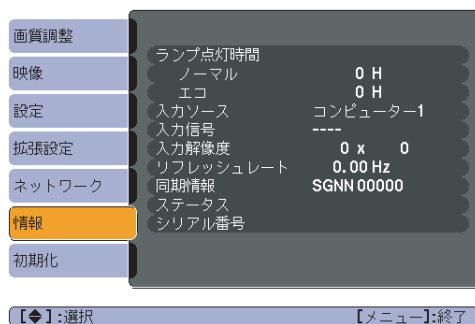 画質調整
映像
設定
拡張設定
ネットワーク
情報
初期化
ランプ点灯時間
ノーマル 0 H
エコ 0 H
入力ソース コンピューター1
入力信号 ----
入力解像度 0 x 0
リフレッシュレート 0.00 Hz
同期情報 SGNN 00000
ステータス
シリアル番号
【◆】:選択 【メニュー】:終了